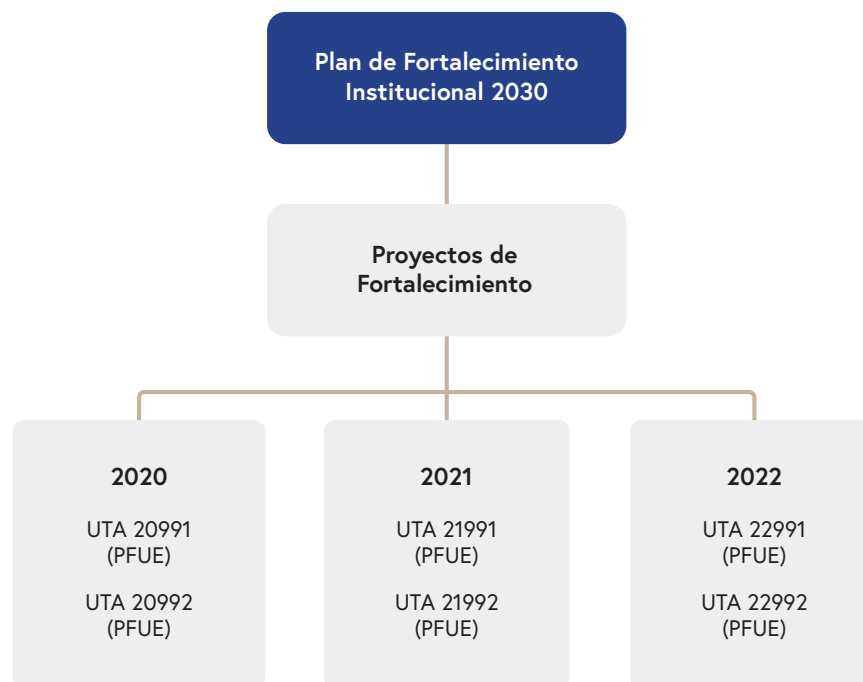 Plan de Fortalecimiento
Institucional 2030
Proyectos de
Fortalecimiento
2020
UTA 20991
(PFUE)
UTA 20992
(PFUE)
2021
UTA 21991
(PFUE)
UTA 21992
(PFUE)
2022
UTA 22991
(PFUE)
UTA 22992
(PFUE)